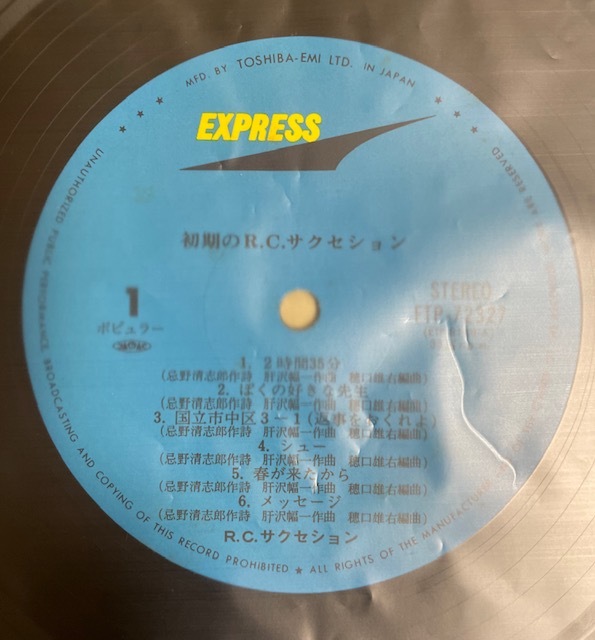 MFD. BY TOSHIBA-EMI LTD. IN JAPAN
EXPRESS
初期のR.C.サクセション
1
ポピュラー
STEREO
1. 2時間35分
(忌野清志郎作詩 肝沢幅一作曲 穂口雄右編曲)
2. ぼくの好きな先生
(忌野清志郎作詩 肝沢幅一作曲 穂口雄右編曲)
3. 国立市中区3-1(返事をおくれよ)
(忌野清志郎作詩 肝沢幅一作曲 穂口雄右編曲)
4. シュー
(忌野清志郎作詩 肝沢幅一作曲 穂口雄右編曲)
5. 春が来たから
(忌野清志郎作詩 肝沢幅一作曲 穂口雄右編曲)
6. メッセージ
(忌野清志郎作詩 肝沢幅一作曲 穂口雄右編曲)
R.C.サクセション
UNAUTHORIZED PUBLIC PERFORMANCE BROADCASTING AND COPYING OF THIS RECORD PROHIBITED ★ ALL RIGHTS OF THE MANUFACTURER ARE RESERVED